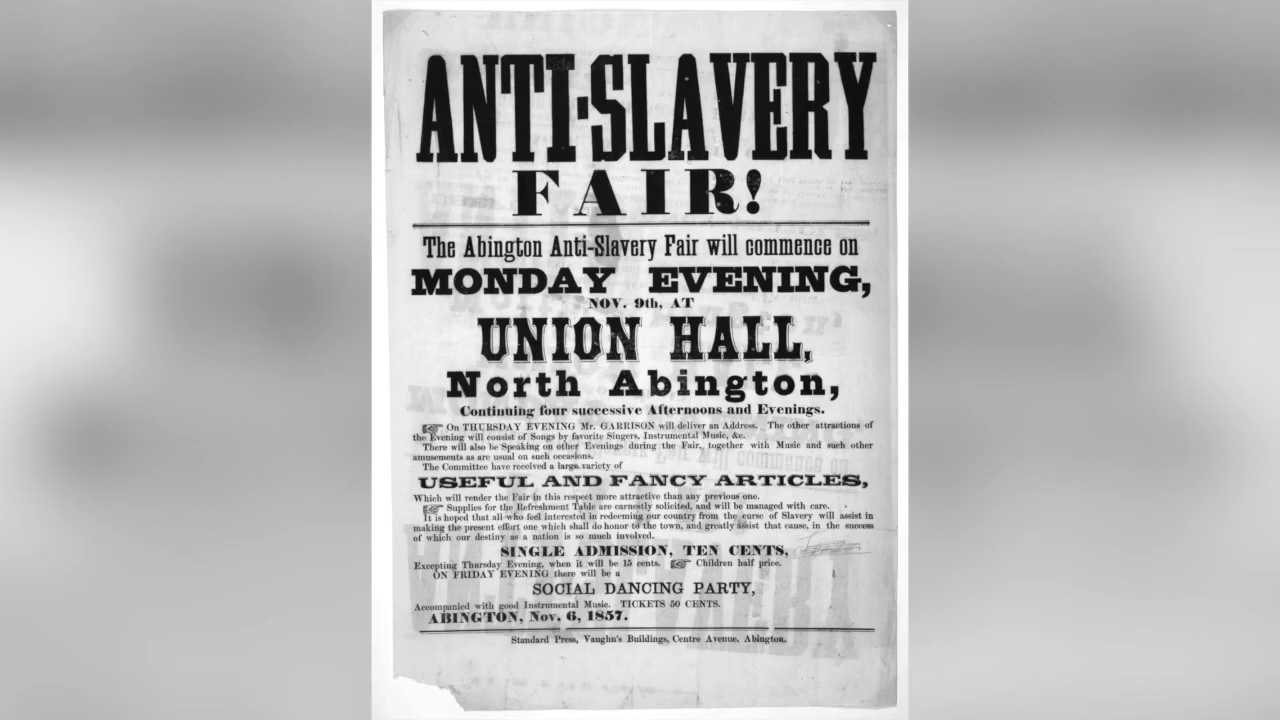 ANTI-SLAVERY
FAIR!
The Abington Anti-Slavery Fair will commence on
MONDAY EVENING,
NOV. 9th, AT
UNION HALL,
North Abington,
Continuing four successive Afternoons and Evenings.
☞ On THURSDAY EVENING Mr. GARRISON will deliver an Address. The other attractions of
the Evening will consist of Songs by favorite Singers, Instrumental Music, &c.
There will also be Speaking on other Evenings during the Fair, together with Music and such other
amusements as are usual on such occasions.
The Committee have received a large variety of
USEFUL AND FANCY ARTICLES,
Which will render the Fair in this respect more attractive than any previous one.
☞ Supplies for the Refreshment Table are earnestly solicited, and will be managed with care.
It is hoped that all who feel interested in redeeming our country from the curse of Slavery will assist in
making the present effort one which shall do honor to the town, and greatly assist that cause, in the success
of which our destiny as a nation is so much involved.
SINGLE ADMISSION, TEN CENTS,
Excepting Thursday Evening, when it will be 15 cents. ☞ Children half price.
ON FRIDAY EVENING there will be a
SOCIAL DANCING PARTY,
Accompanied with good Instrumental Music. TICKETS 50 CENTS.
ABINGTON, Nov. 6, 1857.
Standard Press, Vaughn's Buildings, Centre Avenue, Abington.